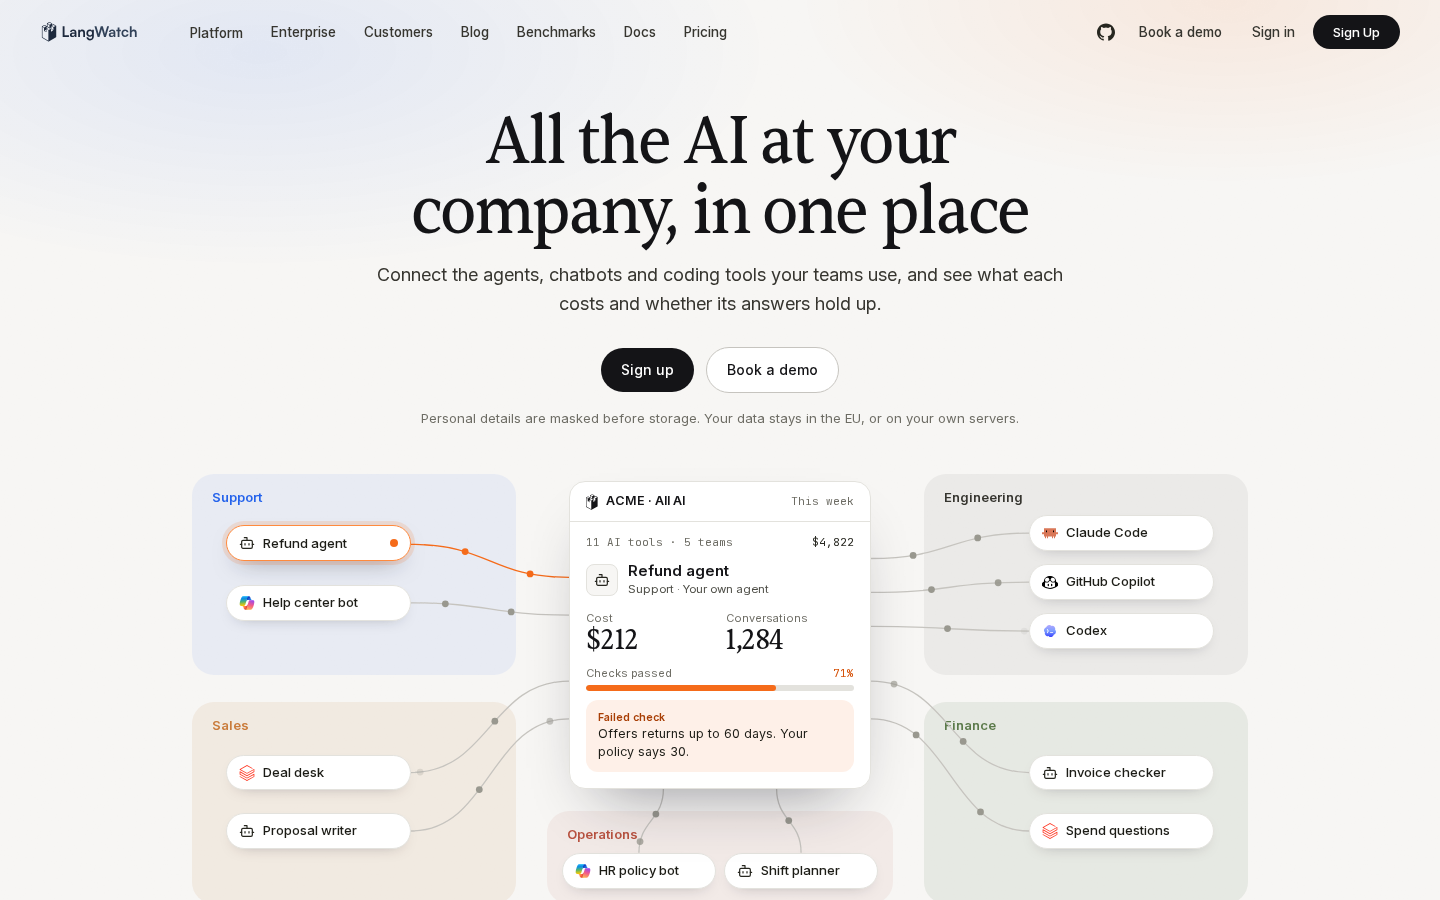 LangWatch
Platform
Enterprise
Customers
Blog
Benchmarks
Docs
Pricing
Book a demo
Sign in
Sign Up
All the AI at your
company, in one place
Connect the agents, chatbots and coding tools your teams use, and see what each
costs and whether its answers hold up.
Sign up
Book a demo
Personal details are masked before storage. Your data stays in the EU, or on your own servers.
Support
Refund agent
Help center bot
Sales
Deal desk
Proposal writer
ACME · All AI
This week
11 AI tools · 5 teams
$4,822
Refund agent
Support · Your own agent
Cost
Conversations
$212
1,284
Checks passed
71%
Failed check
Offers returns up to 60 days. Your
policy says 30.
Operations
HR policy bot
Shift planner
Engineering
Claude Code
GitHub Copilot
Codex
Finance
Invoice checker
Spend questions